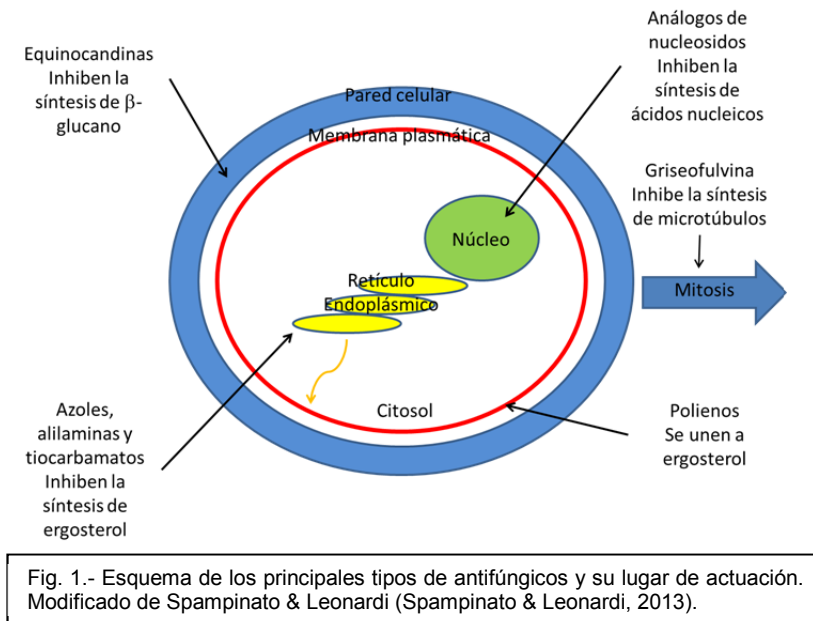 Equinocandinas
Inhiben la
síntesis de β-
glucano
Análogos de
nucleosidos
Inhiben la
síntesis de
ácidos nucleicos
Pared celular
Membrana plasmática
Griseofulvina
Inhibe la síntesis
de microtúbulos
Núcleo
Mitosis
Retículo
Endoplásmico
Citosol
Azoles,
alilaminas y
tiocarbamatos
Inhiben la
síntesis de
ergosterol
Polienos
Se unen a
ergosterol
Fig. 1.- Esquema de los principales tipos de antifúngicos y su lugar de actuación.
Modificado de Spampinato & Leonardi (Spampinato & Leonardi, 2013).